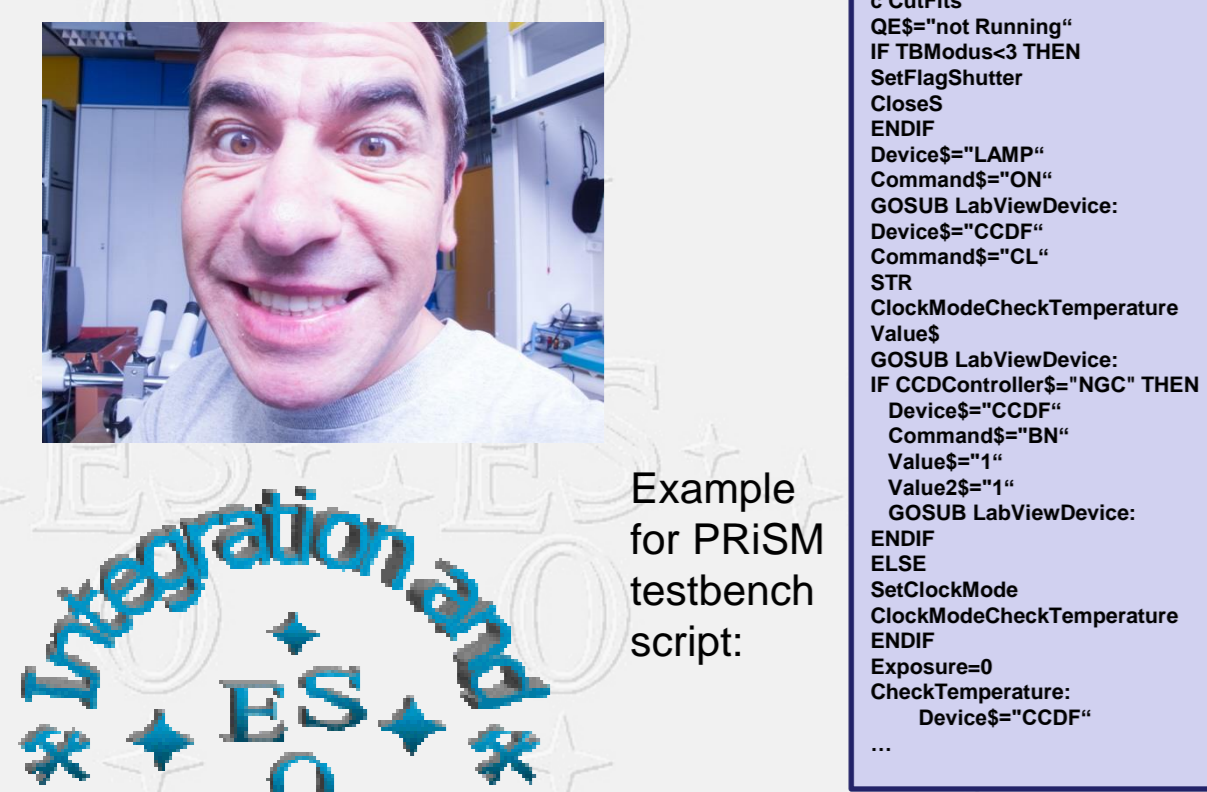 Integration and
ES
O
Example
for PRiSM
testbench
script:
c CutFits
QE$="not Running“
IF TBModus<3 THEN
SetFlagShutter
CloseS
ENDIF
Device$="LAMP“
Command$="ON“
GOSUB LabViewDevice:
Device$="CCDF“
Command$="CL“
STR
ClockModeCheckTemperature
Value$
GOSUB LabViewDevice:
IF CCDController$="NGC" THEN
Device$="CCDF“
Command$="BN“
Value$="1“
Value2$="1“
GOSUB LabViewDevice:
ENDIF
ELSE
SetClockMode
ClockModeCheckTemperature
ENDIF
Exposure=0
CheckTemperature:
Device$="CCDF“
…